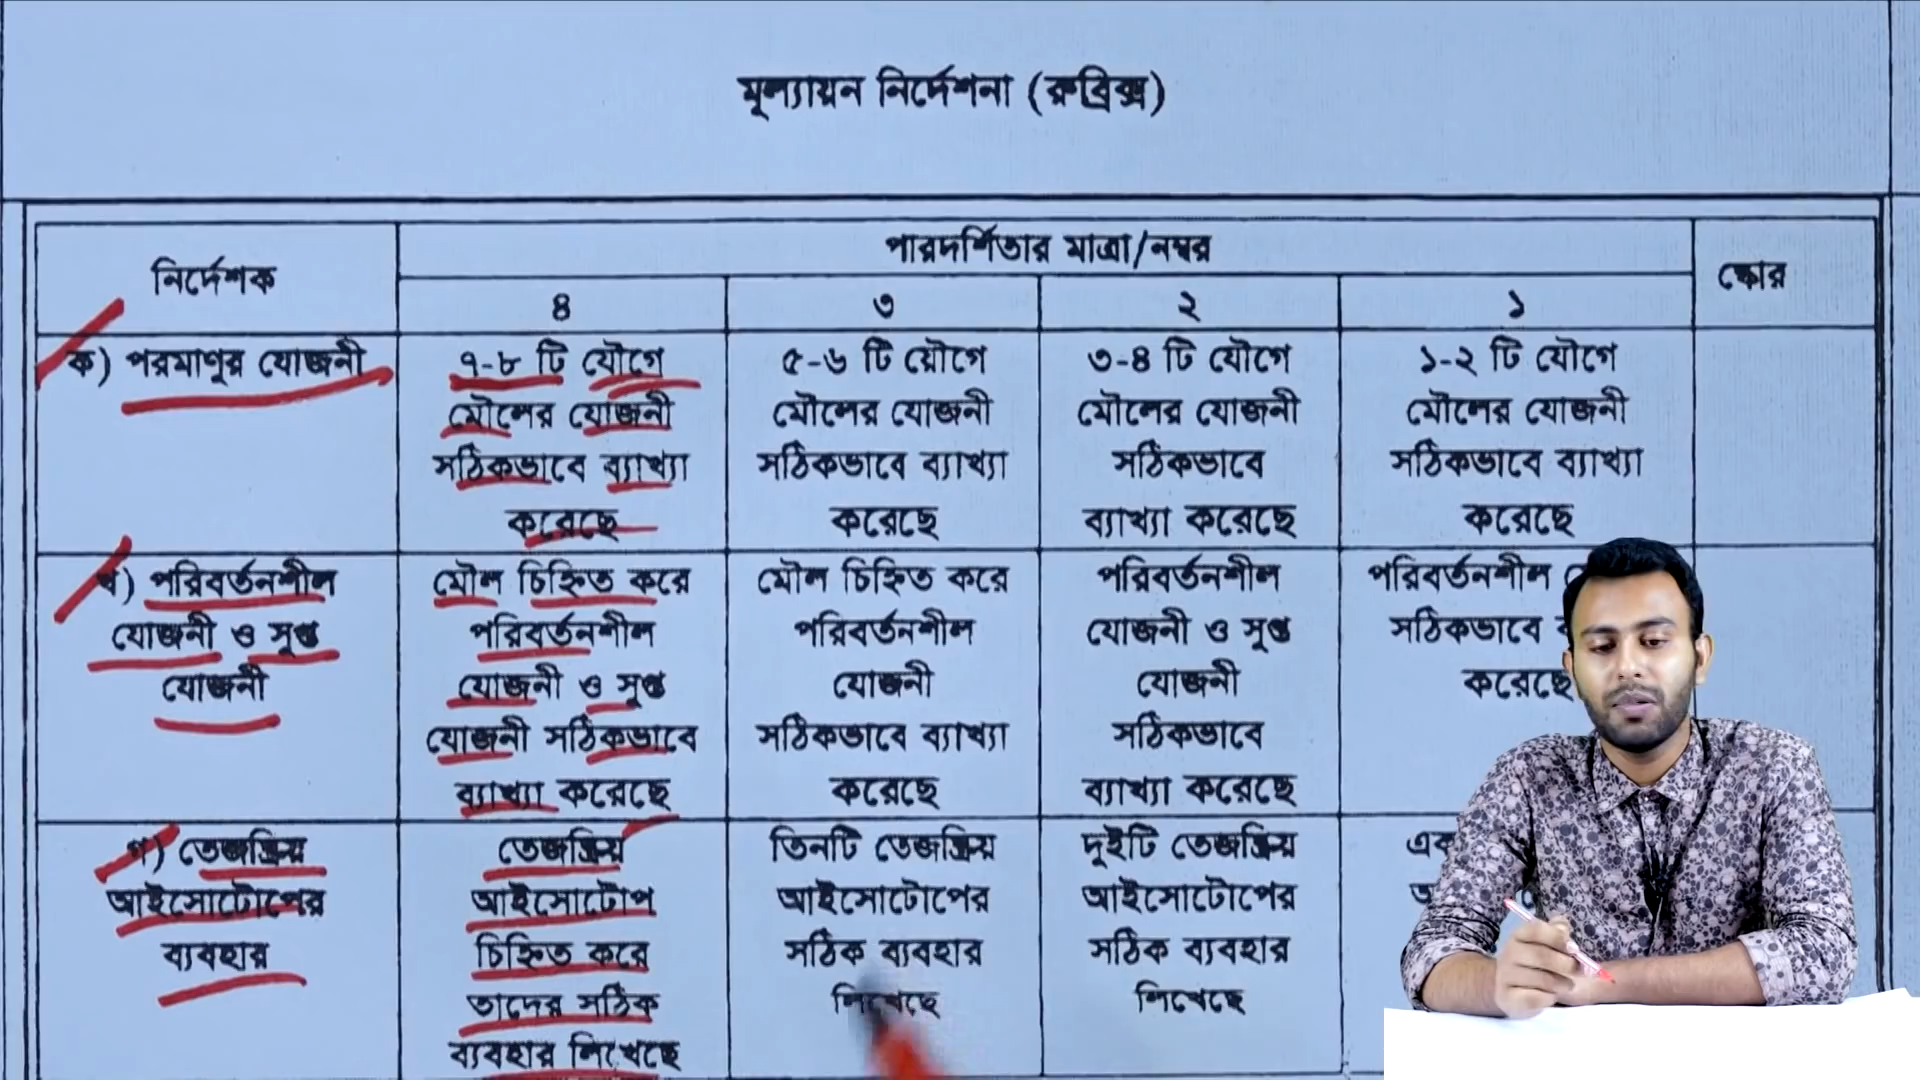 মূল্যায়ন নির্দেশনা (রুব্রিক্স)
নির্দেশক
পারদর্শিতার মাত্রা/নম্বর
স্কোর
৪
৩
২
১
ক) পরমাণুর যোজনী
৭-৮ টি যৌগে
মৌলের যোজনী
সঠিকভাবে ব্যাখ্যা
করেছে
৫-৬ টি যৌগে
মৌলের যোজনী
সঠিকভাবে ব্যাখ্যা
করেছে
৩-৪ টি যৌগে
মৌলের যোজনী
সঠিকভাবে
ব্যাখ্যা করেছে
১-২ টি যৌগে
মৌলের যোজনী
সঠিকভাবে ব্যাখ্যা
করেছে
খ) পরিবর্তনশীল
যোজনী ও সুপ্ত
যোজনী
মৌল চিহ্নিত করে
পরিবর্তনশীল
যোজনী ও সুপ্ত
যোজনী সঠিকভাবে
ব্যাখ্যা করেছে
মৌল চিহ্নিত করে
পরিবর্তনশীল
যোজনী
সঠিকভাবে ব্যাখ্যা
করেছে
পরিবর্তনশীল
যোজনী ও সুপ্ত
যোজনী
সঠিকভাবে
ব্যাখ্যা করেছে
পরিবর্তনশীল
সঠিকভাবে
করেছে
গ) তেজস্ক্রিয়
আইসোটোপের
ব্যবহার
তেজস্ক্রিয়
আইসোটোপ
চিহ্নিত করে
তাদের সঠিক
ব্যবহার লিখেছে
তিনটি তেজস্ক্রিয়
আইসোটোপের
সঠিক ব্যবহার
লিখেছে
দুইটি তেজস্ক্রিয়
আইসোটোপের
সঠিক ব্যবহার
লিখেছে